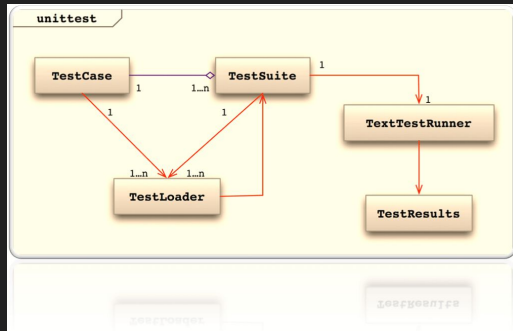 unittest
TestCase
TestSuite
1
1…n
1
1
TextTestRunner
1
1
1…n
1…n
TestLoader
TestResults